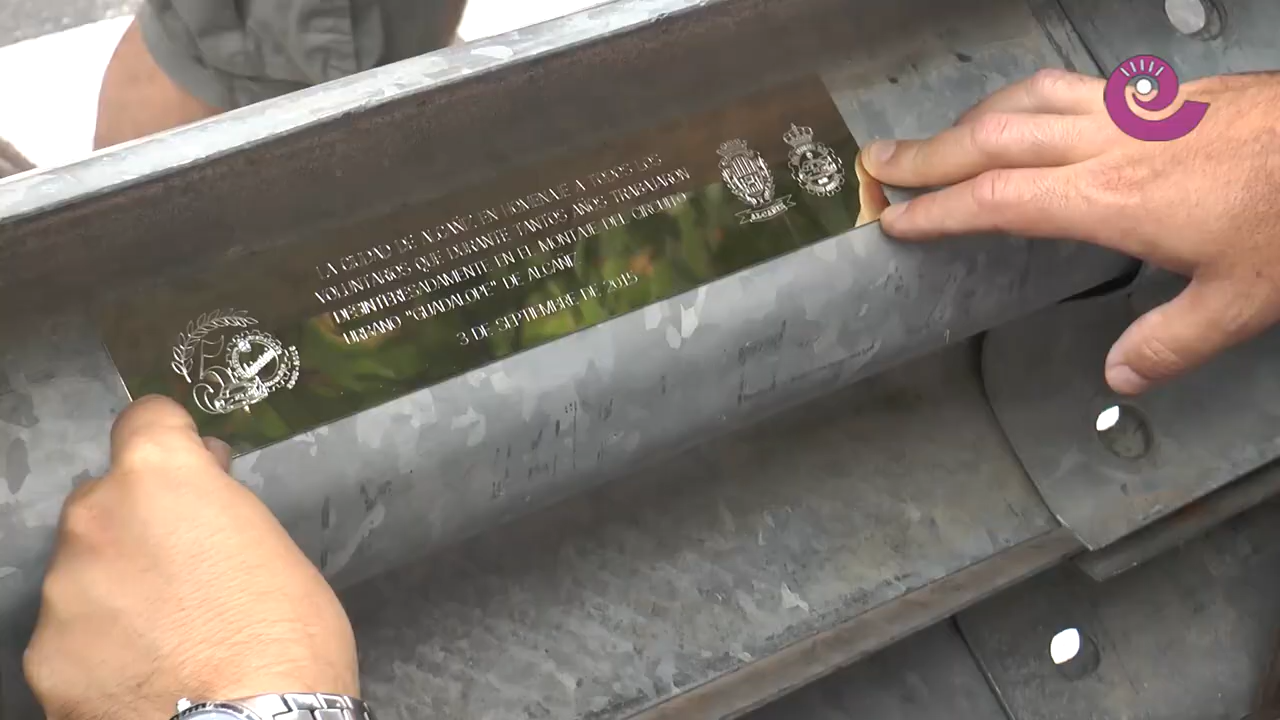 LA CIUDAD DE ALCAÑIZ, EN HOMENAJE A TODOS LOS
VOLUNTARIOS QUE DURANTE TANTOS AÑOS TRABAJARON
DESINTERESADAMENTE EN EL MONTAJE DEL CIRCUITO
URBANO "GUADALOPE" DE ALCAÑIZ
3 DE SEPTIEMBRE DE 2015
ALCAÑIZ